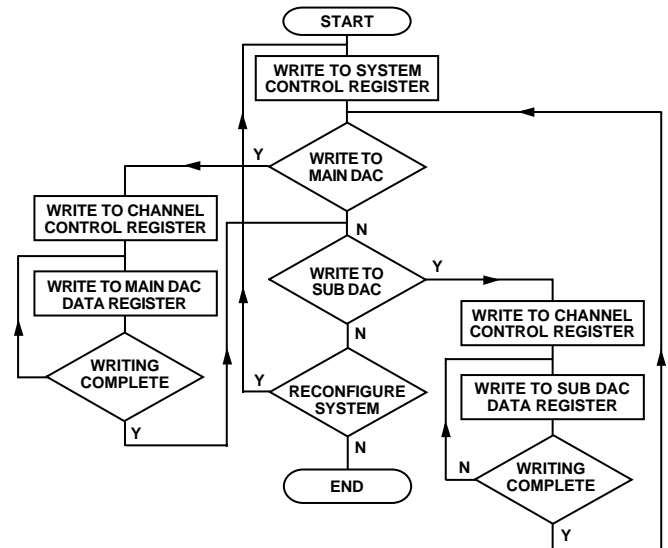 START
WRITE TO SYSTEM
CONTROL REGISTER
Y
WRITE TO
MAIN DAC
N
WRITE TO CHANNEL
CONTROL REGISTER
WRITE TO MAIN DAC
DATA REGISTER
WRITING
COMPLETE
Y
WRITE TO
SUB DAC
Y
N
WRITE TO CHANNEL
CONTROL REGISTER
WRITE TO SUB DAC
DATA REGISTER
N
WRITING
COMPLETE
Y
Y
RECONFIGURE
SYSTEM
N
END